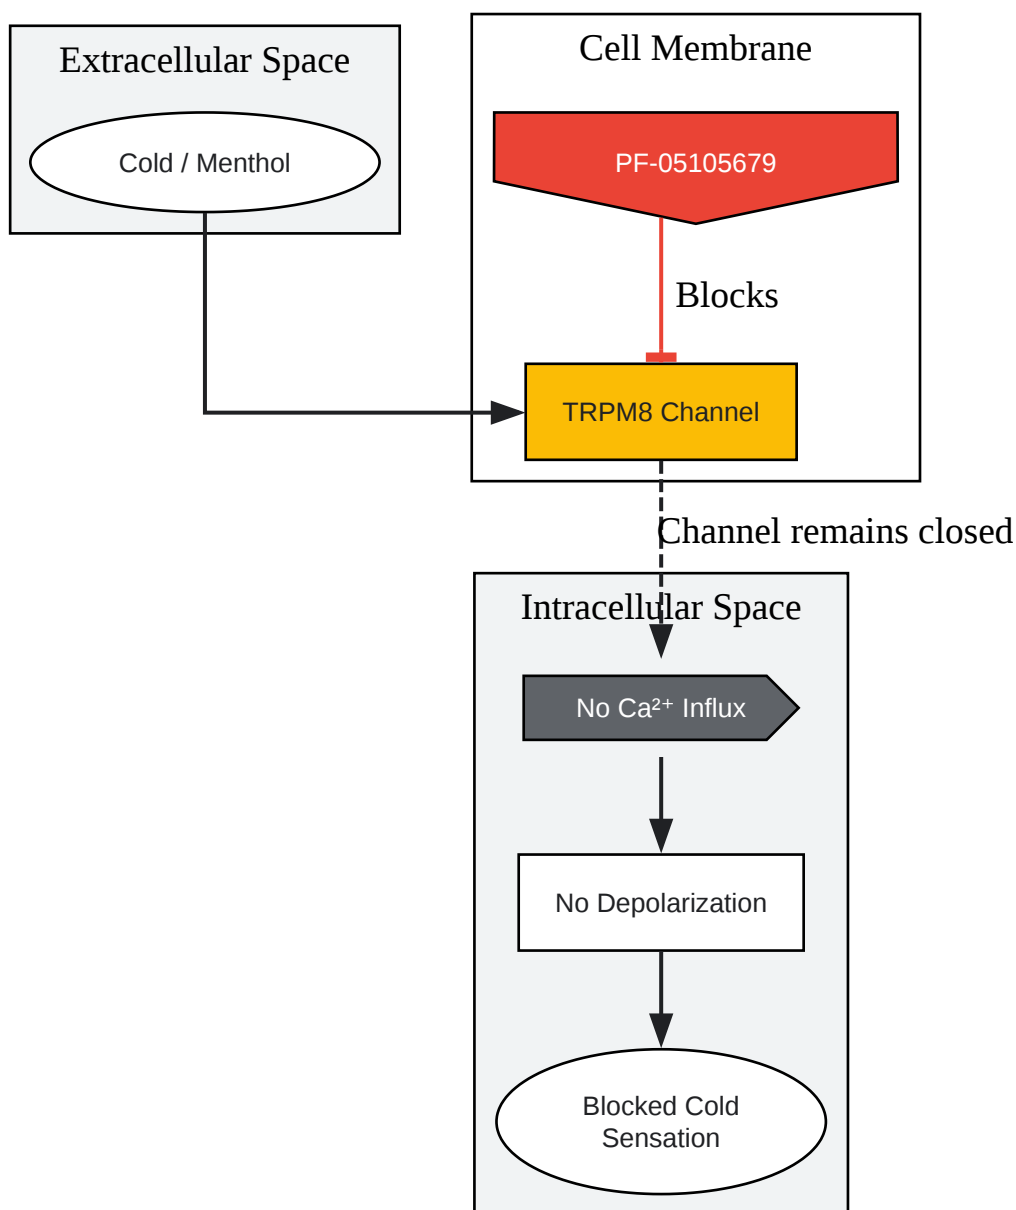 Extracellular Space
Cold / Menthol
Cell Membrane
PF-05105679
Blocks
TRPM8 Channel
Channel remains closed
Intracellular Space
No Ca²⁺ Influx
No Depolarization
Blocked Cold
Sensation